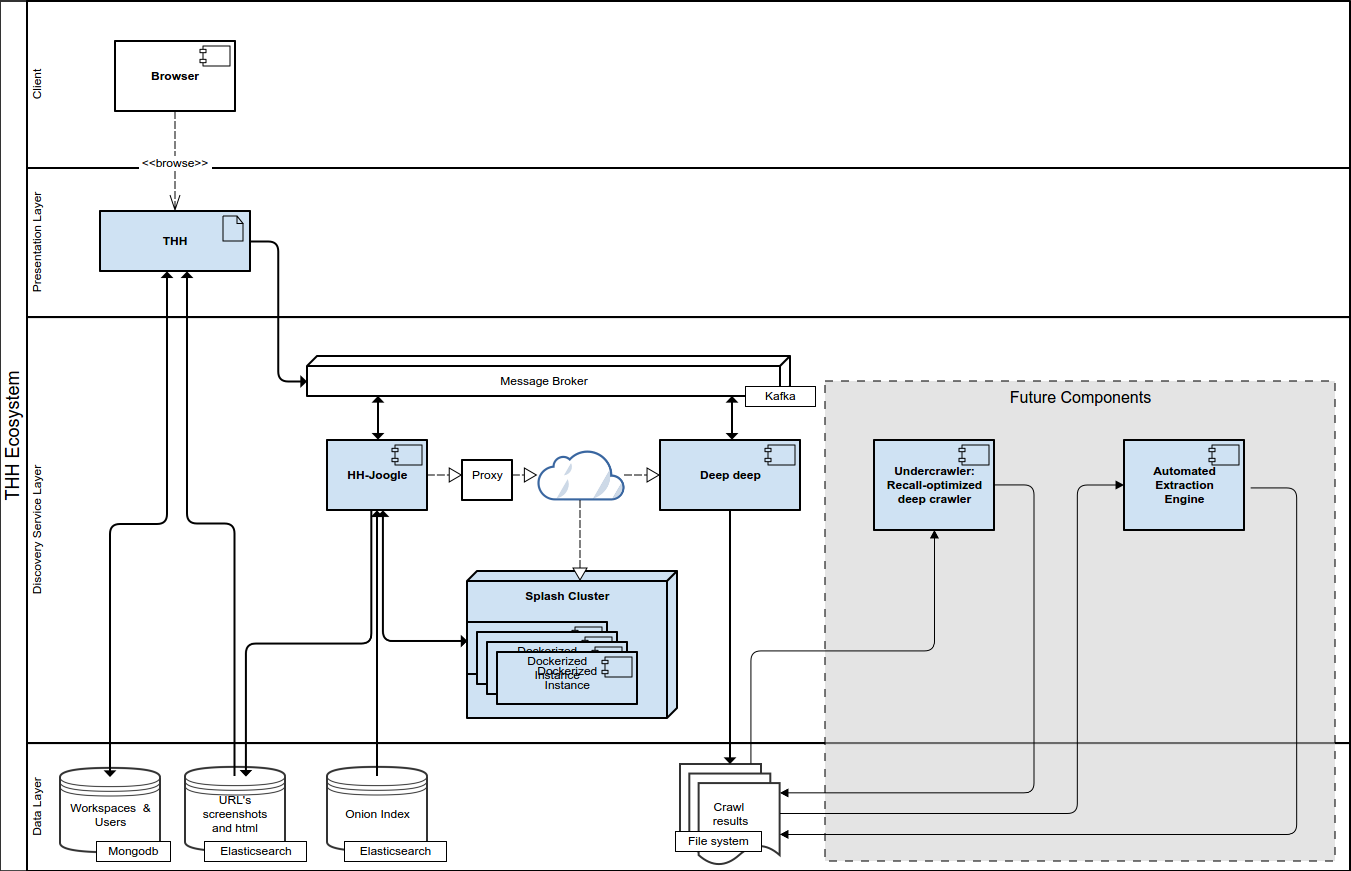 THH Ecosystem
Client
Browser
<<browse>>
Presentation Layer
THH
Discovery Service Layer
Message Broker
Kafka
HH-Joogle
Proxy
Deep deep
Splash Cluster
Dockerized
Dockerized
Instance
Dockerized
Instance
Future Components
Undercrawler:
Recall-optimized
deep crawler
Automated
Extraction
Engine
Data Layer
Workspaces &
Users
Mongodb
URL's
screenshots
and html
Elasticsearch
Onion Index
Elasticsearch
Crawl
results
File system